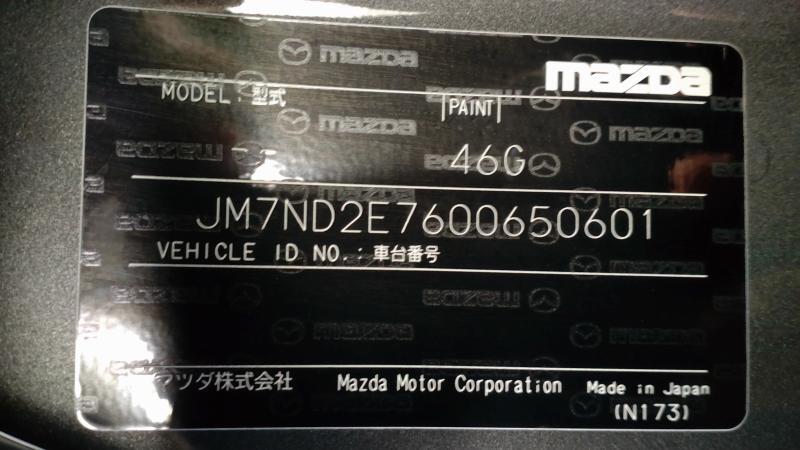 mazda
MODEL : 型式
PAINT
46G
JM7ND2E7600650601
VEHICLE ID NO. : 車台番号
マツダ株式会社 Mazda Motor Corporation Made in Japan
(N173)